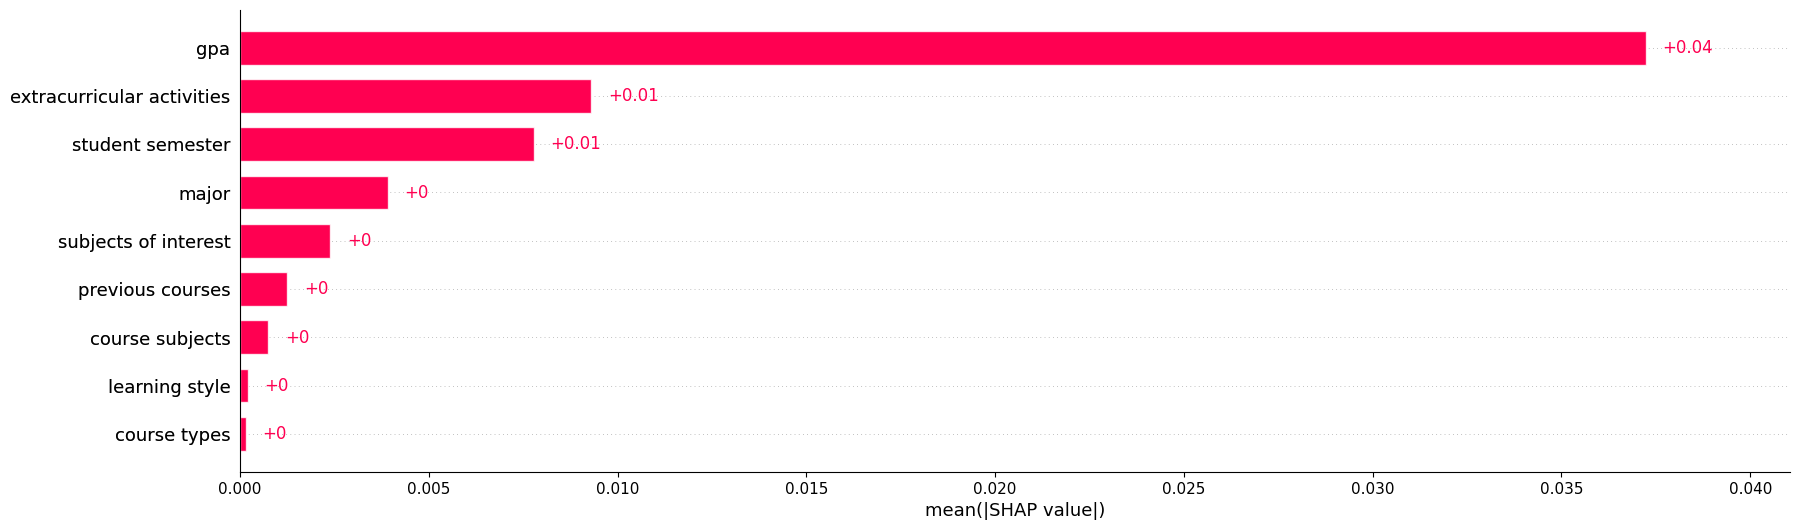 gpa +0.04
extracurricular activities +0.01
student semester +0.01
major +0
subjects of interest +0
previous courses +0
course subjects +0
learning style +0
course types +0
0.000 0.005 0.010 0.015 0.020 0.025 0.030 0.035 0.040
mean(|SHAP value|)